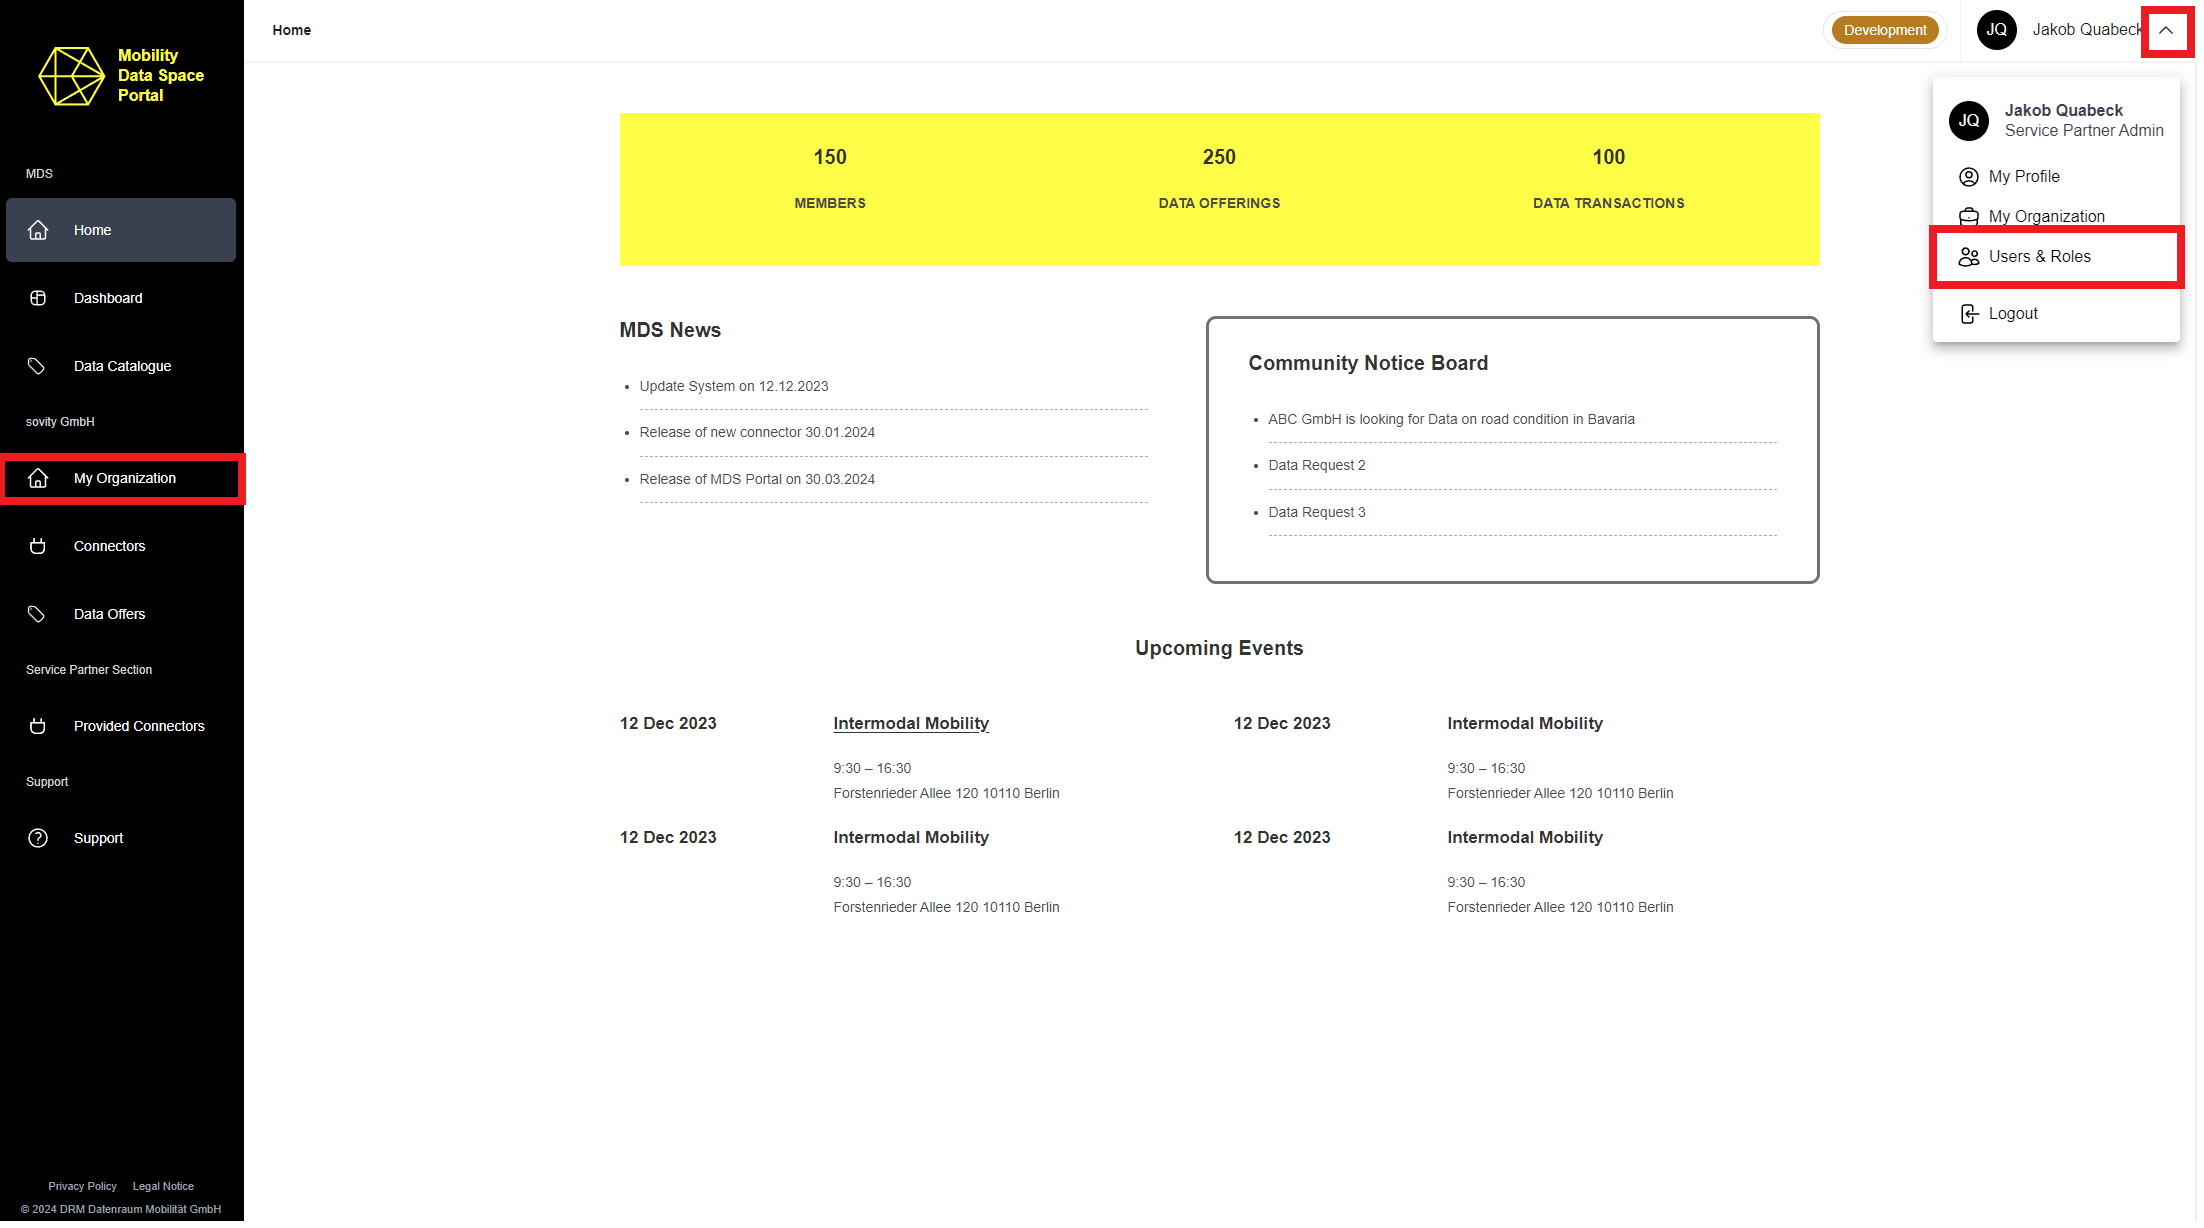 Mobility
Data Space
Portal
MDS
Home
Dashboard
Data Catalogue
sovity GmbH
My Organization
Connectors
Data Offers
Service Partner Section
Provided Connectors
Support
Support
Privacy Policy Legal Notice
© 2024 DRM Datenraum Mobilität GmbH
Home
Development
JQ Jakob Quabeck
JQ Jakob Quabeck
Service Partner Admin
My Profile
My Organization
Users & Roles
Logout
150 250 100
MEMBERS DATA OFFERINGS DATA TRANSACTIONS
MDS News
• Update System on 12.12.2023
• Release of new connector 30.01.2024
• Release of MDS Portal on 30.03.2024
Community Notice Board
• ABC GmbH is looking for Data on road condition in Bavaria
• Data Request 2
• Data Request 3
Upcoming Events
12 Dec 2023 Intermodal Mobility
9:30 – 16:30
Forstenrieder Allee 120 10110 Berlin
12 Dec 2023 Intermodal Mobility
9:30 – 16:30
Forstenrieder Allee 120 10110 Berlin
12 Dec 2023 Intermodal Mobility
9:30 – 16:30
Forstenrieder Allee 120 10110 Berlin
12 Dec 2023 Intermodal Mobility
9:30 – 16:30
Forstenrieder Allee 120 10110 Berlin